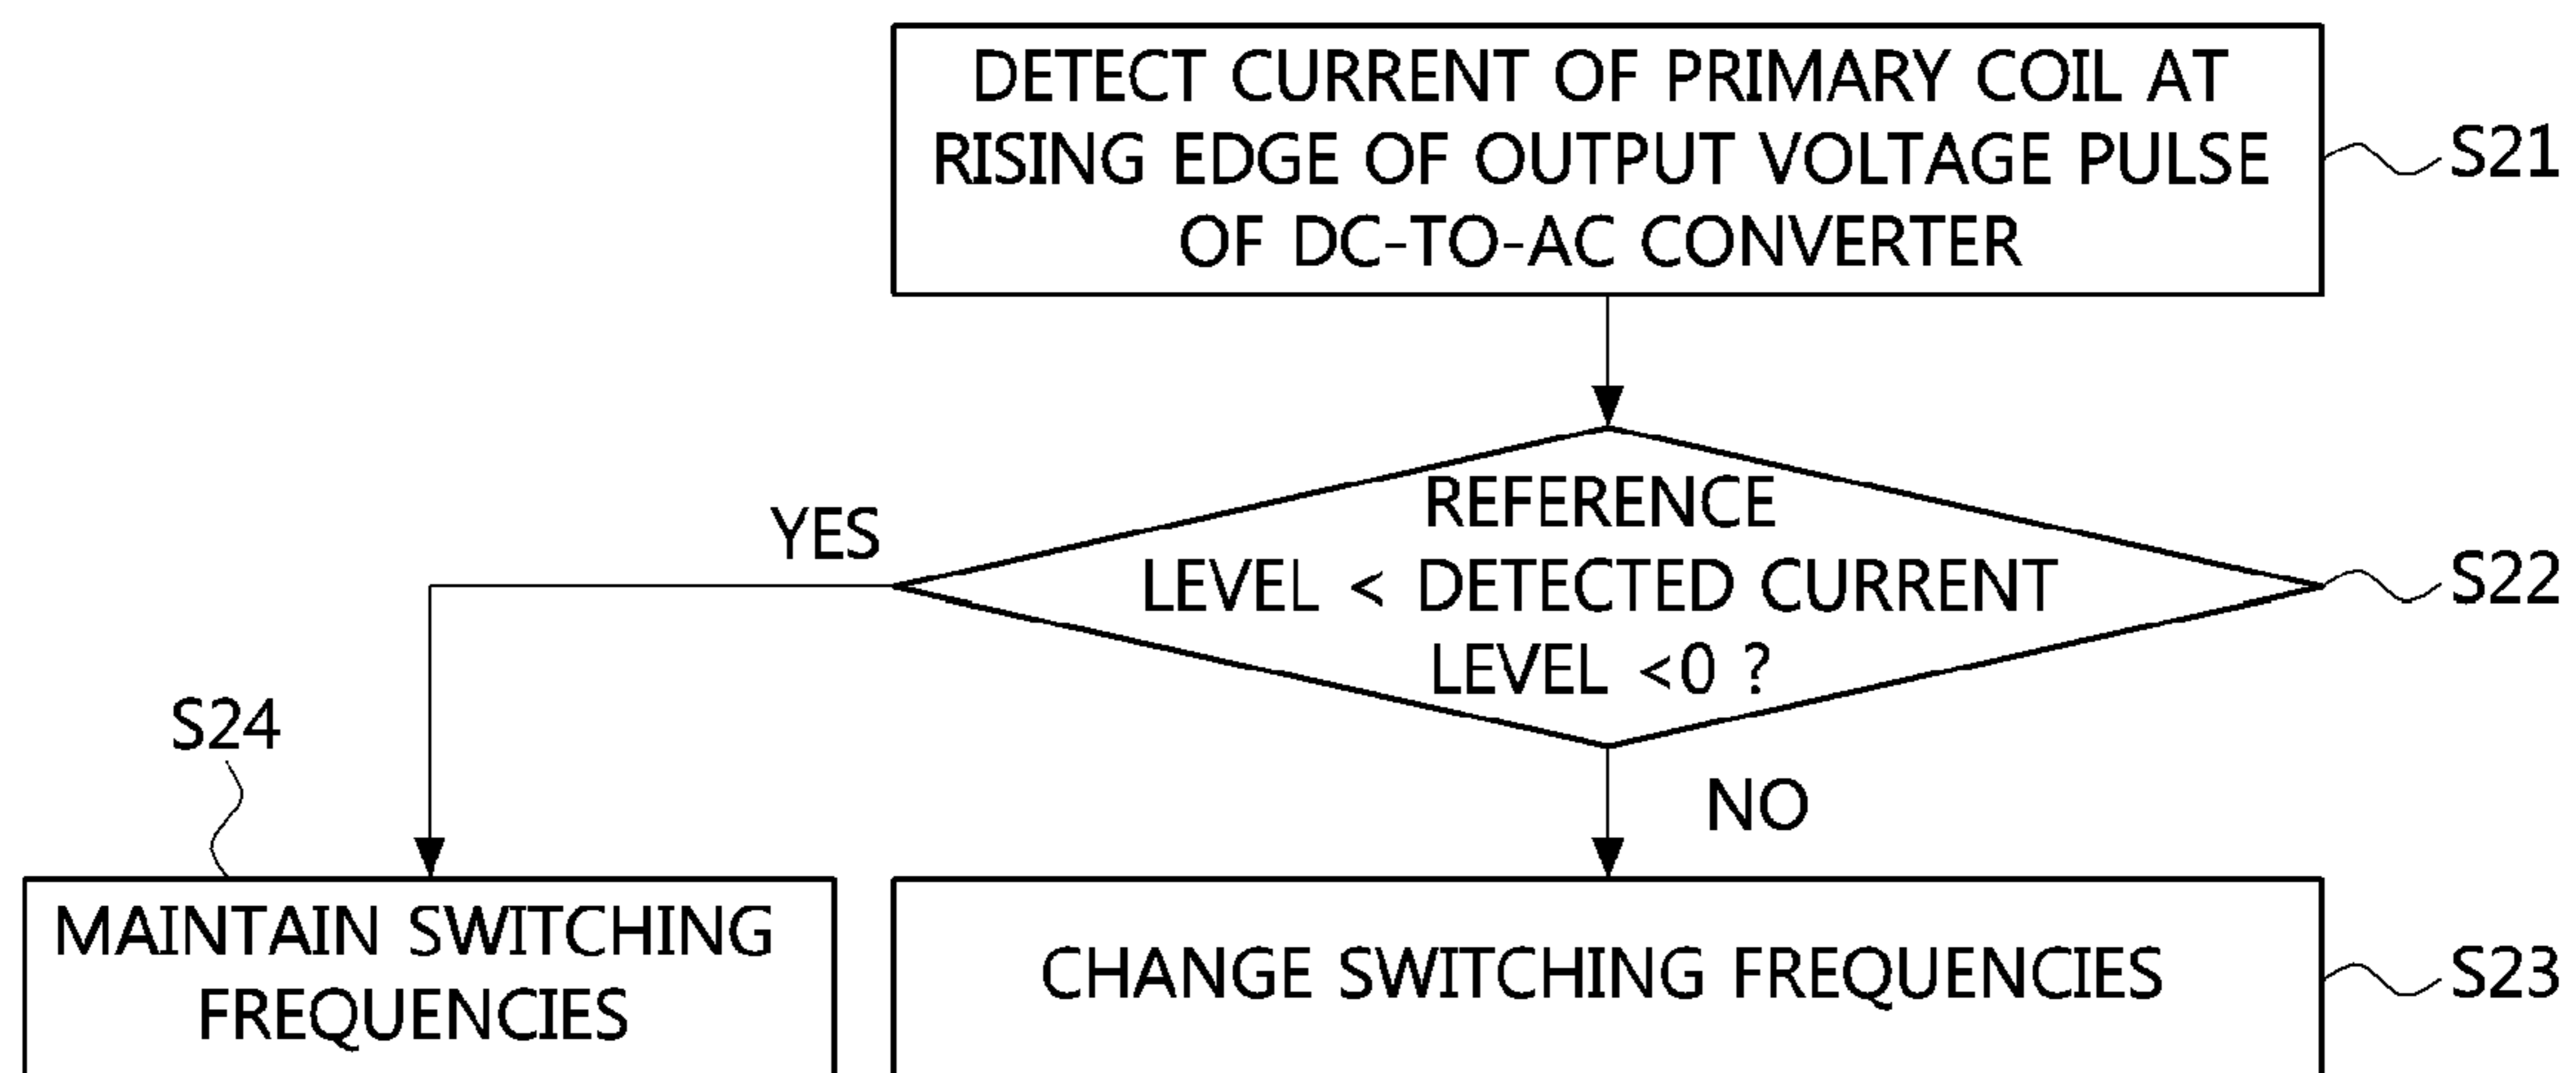 DETECT CURRENT OF PRIMARY COIL AT
RISING EDGE OF OUTPUT VOLTAGE PULSE
OF DC-TO-AC CONVERTER
S21
REFERENCE
LEVEL < DETECTED CURRENT
LEVEL <0 ?
S22
YES
NO
S24
MAINTAIN SWITCHING
FREQUENCIES
CHANGE SWITCHING FREQUENCIES
S23